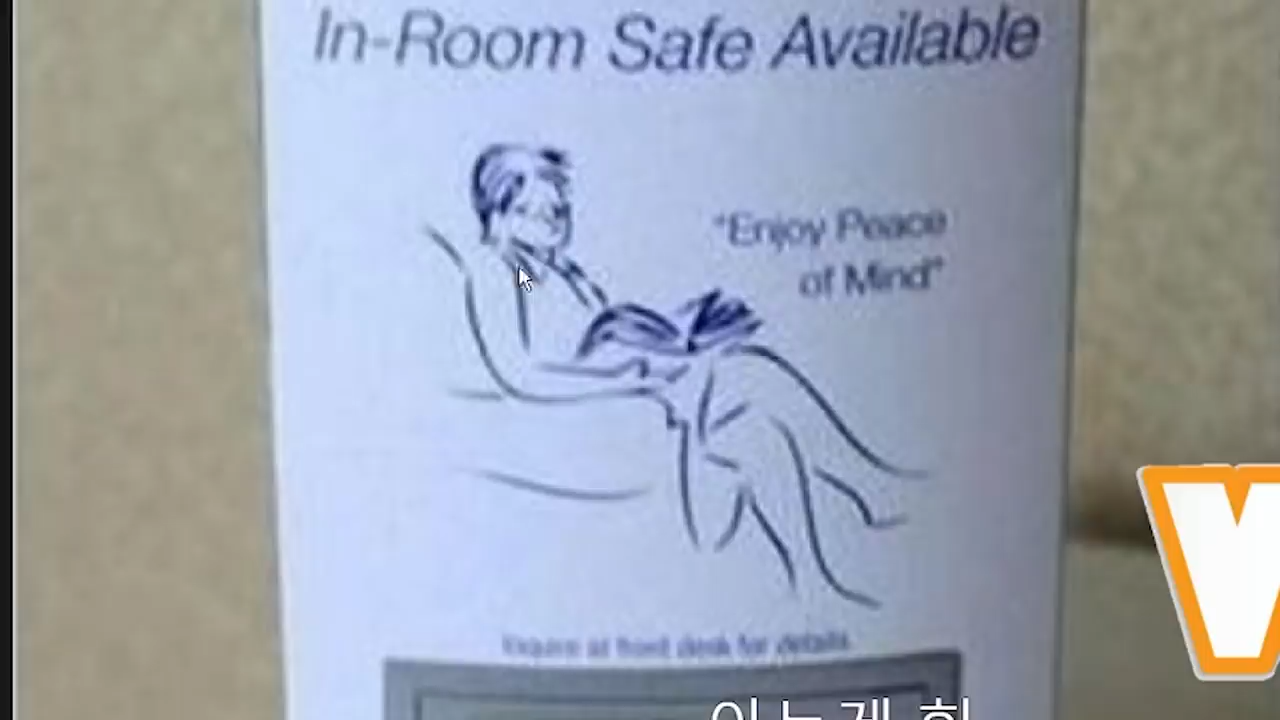 In-Room Safe Available
"Enjoy Peace
of Mind"
Inquire at front desk for details.
W